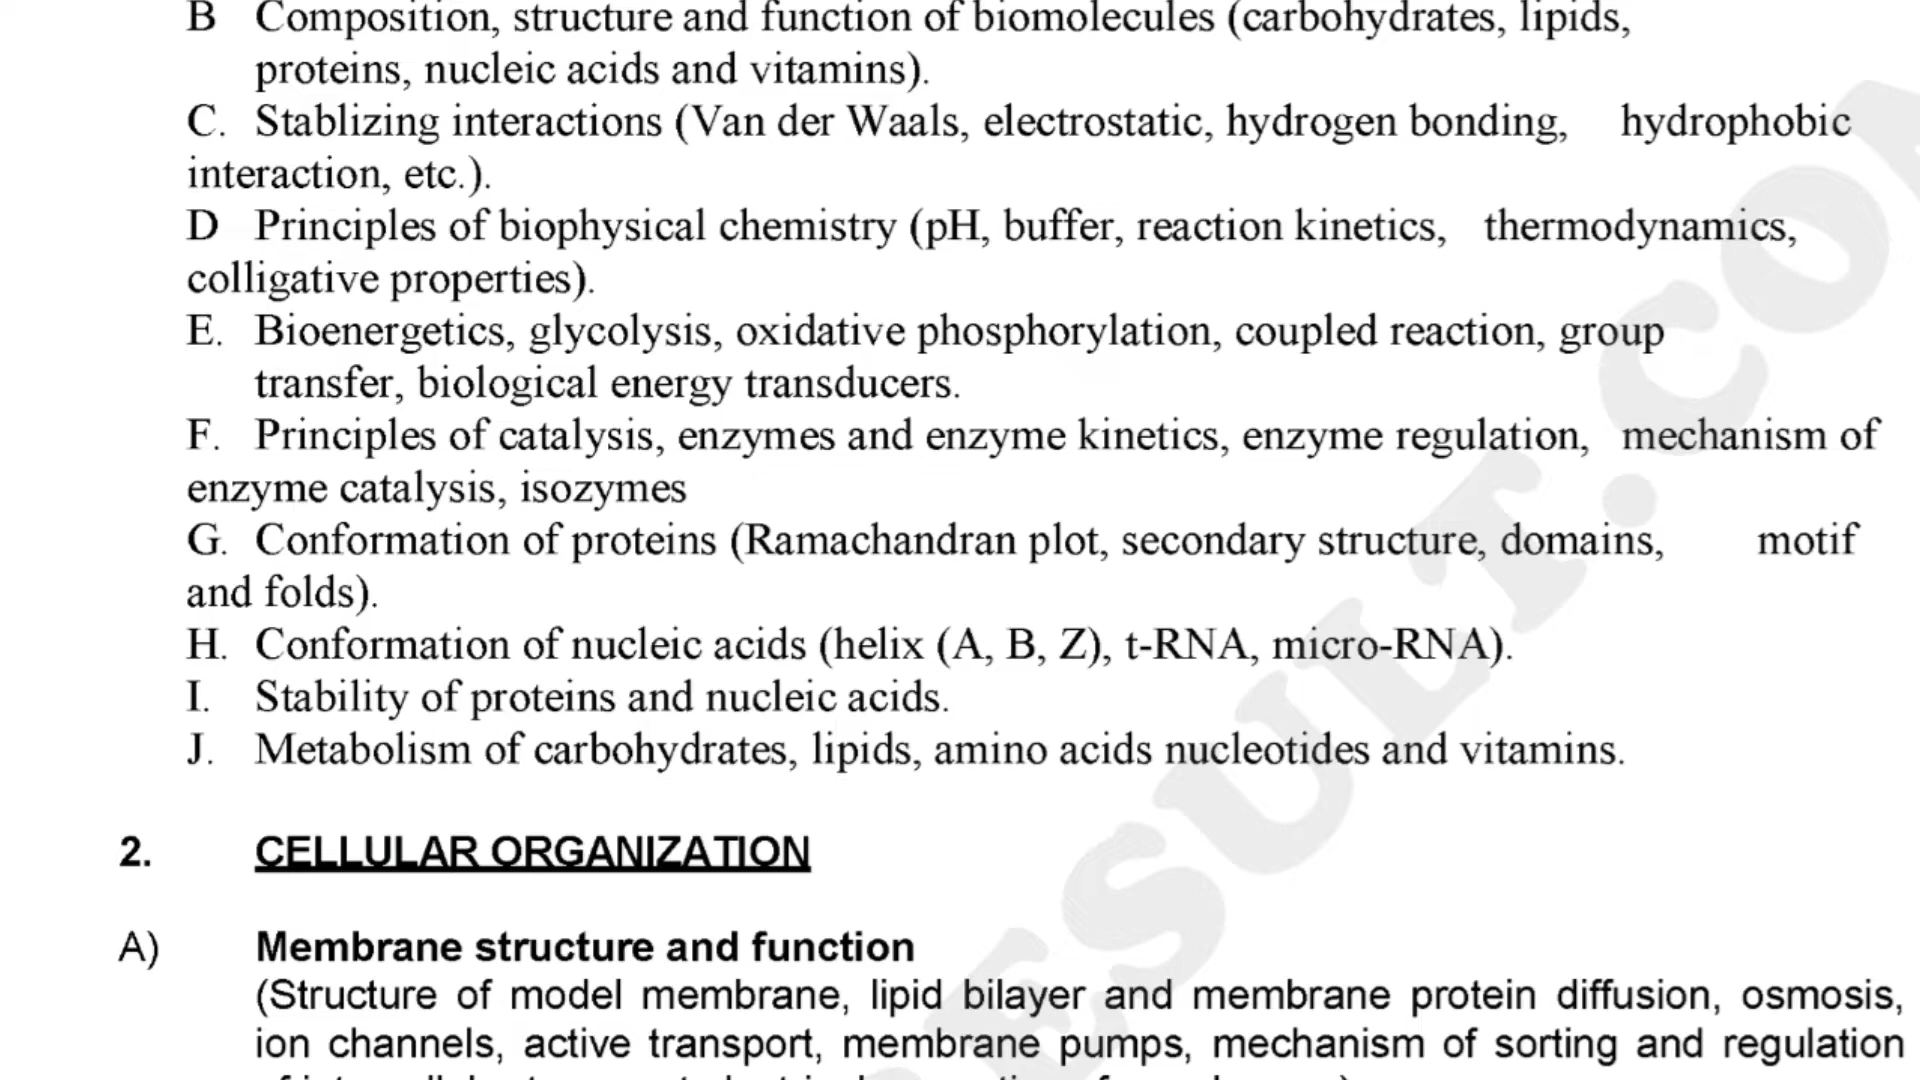 B Composition, structure and function of biomolecules (carbohydrates, lipids,
proteins, nucleic acids and vitamins).
C. Stablizing interactions (Van der Waals, electrostatic, hydrogen bonding, hydrophobic
interaction, etc.).
D Principles of biophysical chemistry (pH, buffer, reaction kinetics, thermodynamics,
colligative properties).
E. Bioenergetics, glycolysis, oxidative phosphorylation, coupled reaction, group
transfer, biological energy transducers.
F. Principles of catalysis, enzymes and enzyme kinetics, enzyme regulation, mechanism of
enzyme catalysis, isozymes
G. Conformation of proteins (Ramachandran plot, secondary structure, domains, motif
and folds).
H. Conformation of nucleic acids (helix (A, B, Z), t-RNA, micro-RNA).
I. Stability of proteins and nucleic acids.
J. Metabolism of carbohydrates, lipids, amino acids nucleotides and vitamins.
2. CELLULAR ORGANIZATION
A) Membrane structure and function
(Structure of model membrane, lipid bilayer and membrane protein diffusion, osmosis,
ion channels, active transport, membrane pumps, mechanism of sorting and regulation
ESULT.CO